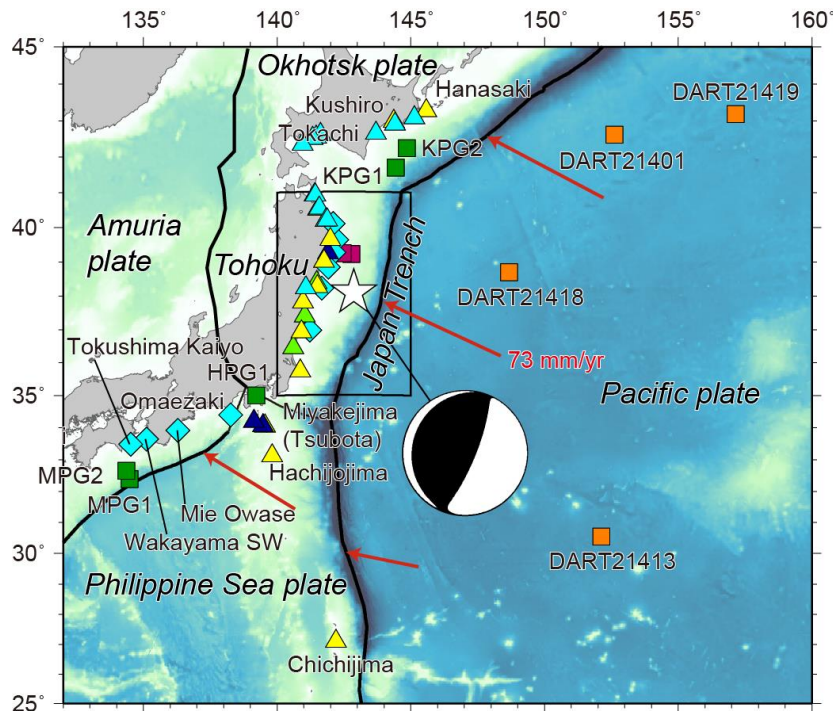 135° 140° 145° 150° 155° 160°
45°
Okhotsk plate
Hanasaki
DART21419
Kushiro
Tokachi
DART21401
KPG2
KPG1
40°
Amuria
plate
Tohoku
Japan Trench
DART21418
Tokushima Kaiyo
73 mm/yr
HPG1
35°
Omaezaki
Miyakejima
(Tsubota)
Pacific plate
Hachijojima
MPG2
MPG1
Mie Owase
Wakayama SW
30°
DART21413
Philippine Sea plate
Chichijima
25°